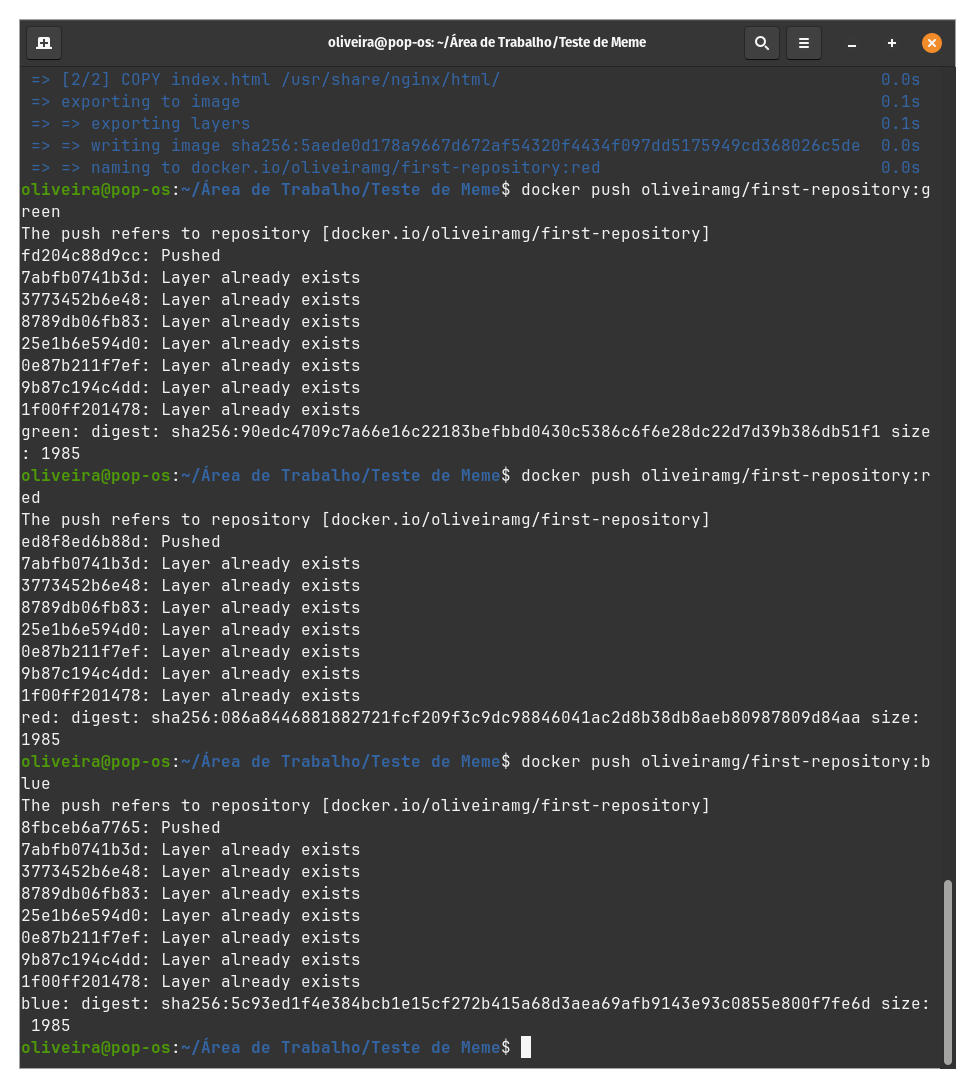 oliveira@pop-os: ~/Área de Trabalho/Teste de Meme
=> [2/2] COPY index.html /usr/share/nginx/html/ 0.0s
=> exporting to image 0.1s
=> => exporting layers 0.1s
=> => writing image sha256:5aede0d178a9667d672af54320f4434f097dd5175949cd368026c5de 0.0s
=> => naming to docker.io/oliveiramg/first-repository:red 0.0s
oliveira@pop-os:~/Área de Trabalho/Teste de Meme$ docker push oliveiramg/first-repository:g
reen
The push refers to repository [docker.io/oliveiramg/first-repository]
fd204c88d9cc: Pushed
7abfb0741b3d: Layer already exists
3773452b6e48: Layer already exists
8789db06fb83: Layer already exists
25e1b6e594d0: Layer already exists
0e87b211f7ef: Layer already exists
9b87c194c4dd: Layer already exists
1f00ff201478: Layer already exists
green: digest: sha256:90edc4709c7a66e16c22183befbbd0430c5386c6f6e28dc22d7d39b386db51f1 size
: 1985
oliveira@pop-os:~/Área de Trabalho/Teste de Meme$ docker push oliveiramg/first-repository:r
ed
The push refers to repository [docker.io/oliveiramg/first-repository]
ed8f8ed6b88d: Pushed
7abfb0741b3d: Layer already exists
3773452b6e48: Layer already exists
8789db06fb83: Layer already exists
25e1b6e594d0: Layer already exists
0e87b211f7ef: Layer already exists
9b87c194c4dd: Layer already exists
1f00ff201478: Layer already exists
red: digest: sha256:086a8446881882721fcf209f3c9dc98846041ac2d8b38db8aeb80987809d84aa size:
1985
oliveira@pop-os:~/Área de Trabalho/Teste de Meme$ docker push oliveiramg/first-repository:b
lue
The push refers to repository [docker.io/oliveiramg/first-repository]
8fbceb6a7765: Pushed
7abfb0741b3d: Layer already exists
3773452b6e48: Layer already exists
8789db06fb83: Layer already exists
25e1b6e594d0: Layer already exists
0e87b211f7ef: Layer already exists
9b87c194c4dd: Layer already exists
1f00ff201478: Layer already exists
blue: digest: sha256:5c93ed1f4e384bcb1e15cf272b415a68d3aea69afb9143e93c0855e800f7fe6d size:
1985
oliveira@pop-os:~/Área de Trabalho/Teste de Meme$